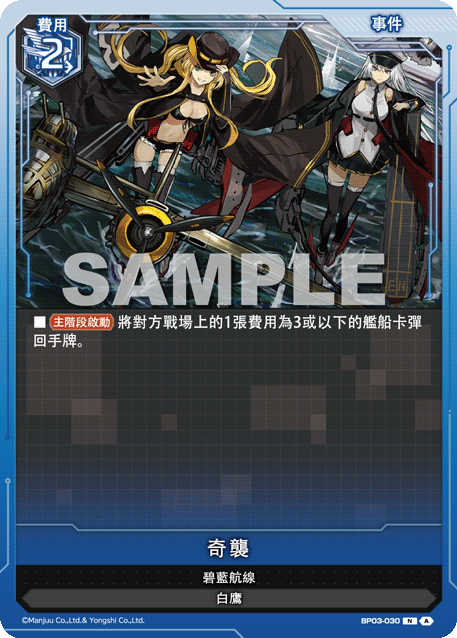 費用
2
事件
EN
SAMPLE
■ 主階段啟動 將對方戰場上的1張費用為3或以下的艦船卡彈
回手牌。
奇襲
碧藍航線
白鷹
©Manjuu Co.,Ltd.& Yongshi Co.,Ltd. BP03-030 N A